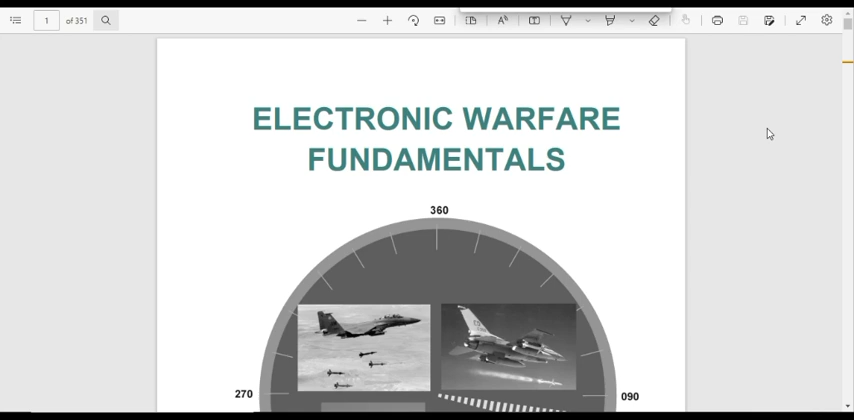 1 of 351
ELECTRONIC WARFARE
FUNDAMENTALS
360
270
090